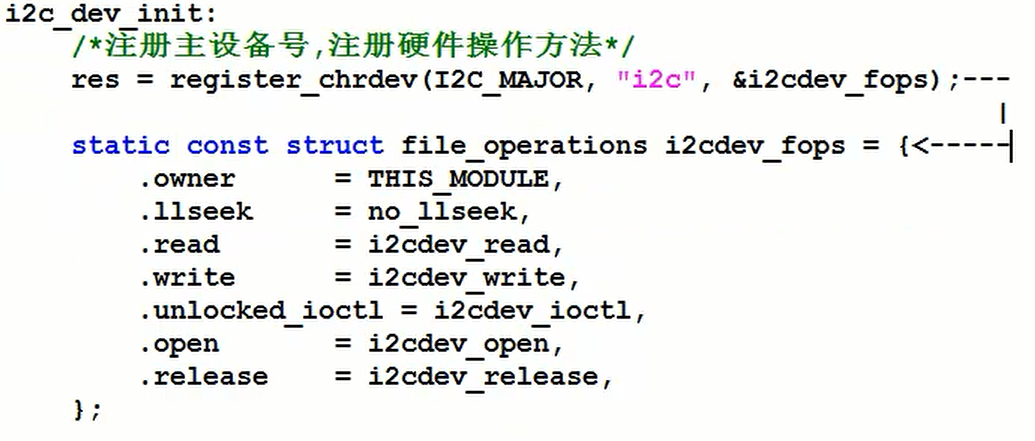 i2c_dev_init:
/*注册主设备号,注册硬件操作方法*/
res = register_chrdev(I2C_MAJOR, "i2c", &i2cdev_fops);---
|
static const struct file_operations i2cdev_fops = {<-----|
.owner = THIS_MODULE,
.llseek = no_llseek,
.read = i2cdev_read,
.write = i2cdev_write,
.unlocked_ioctl = i2cdev_ioctl,
.open = i2cdev_open,
.release = i2cdev_release,
};